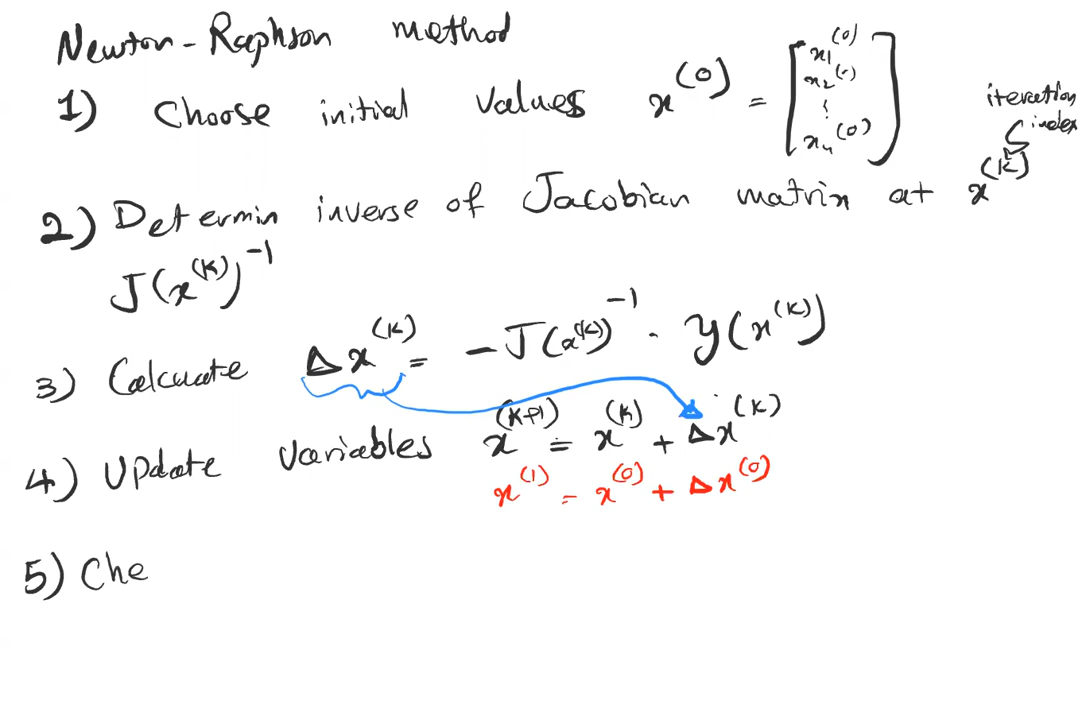 Newton-Raphson method
1) Choose initial values x^(0) = [x1^(0) x2^(0) ⋮ xn^(0)]
iteration index
2) Determin inverse of Jacobian matrix at x^(k)
J(x^(k))^-1
3) Calcuate Δx^(k) = -J(x^(k))^-1 . y(x^(k))
4) Update variables x^(k+1) = x^(k) + Δx^(k)
x^(1) = x^(0) + Δx^(0)
5) Che